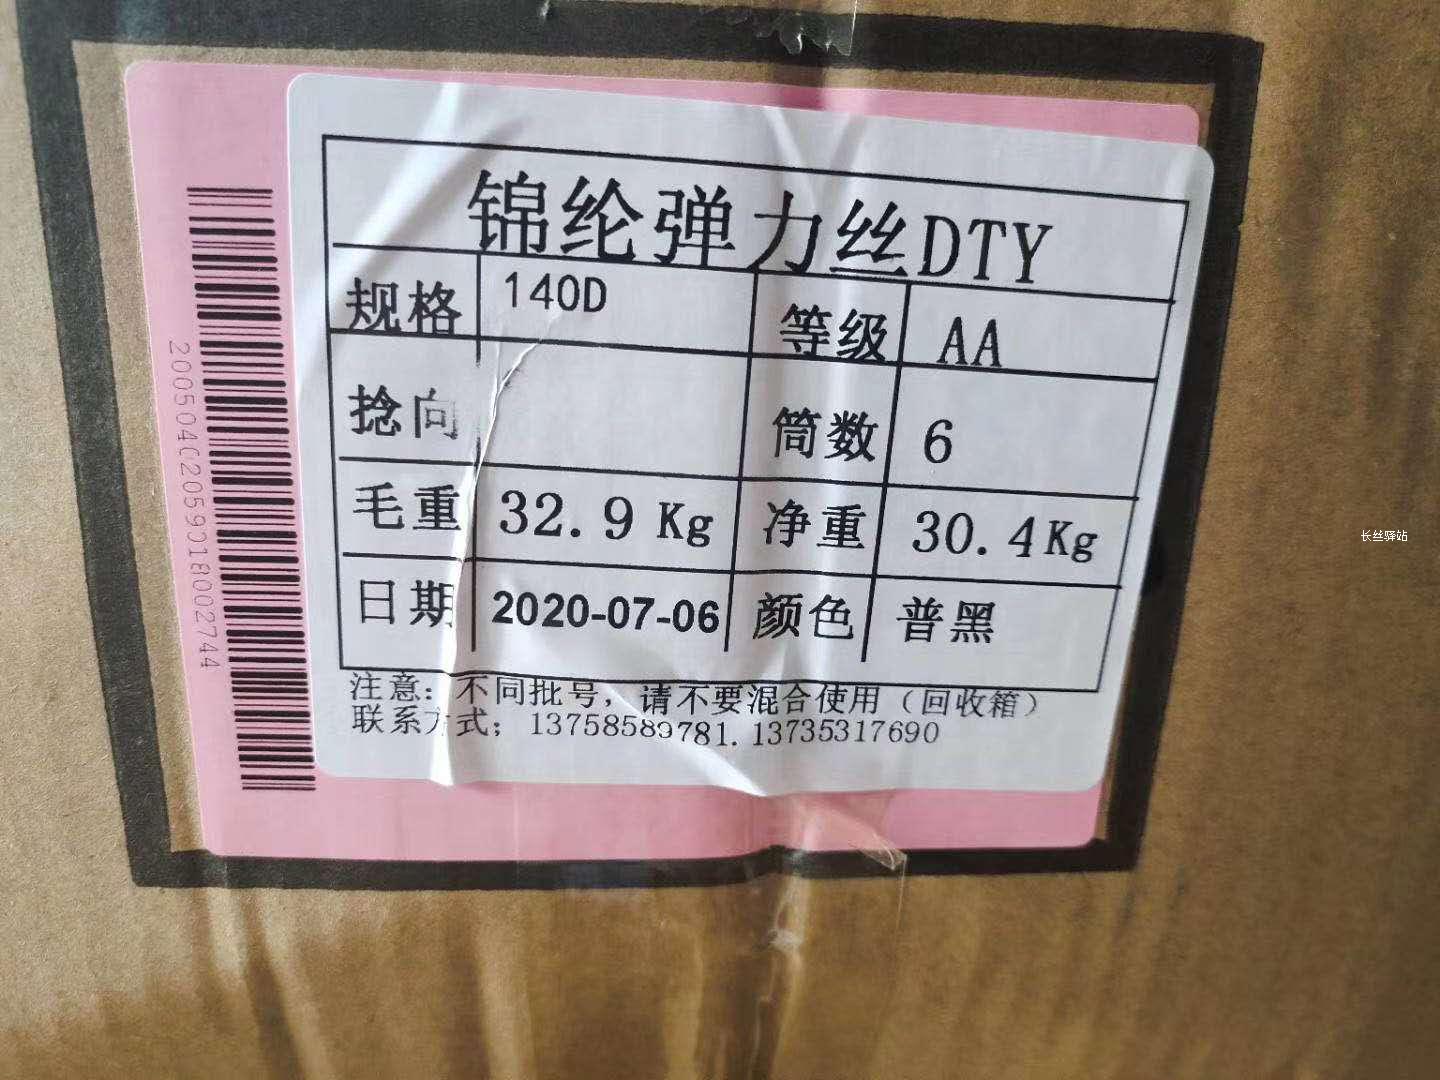 锦纶弹力丝DTY
规格 140D 等级 AA
捻向 筒数 6
毛重 32.9 Kg 净重 30.4Kg
日期 2020-07-06 颜色 普黑
注意：不同批号，请不要混合使用（回收箱）
联系方式；13758589781.13735317690
长丝驿站